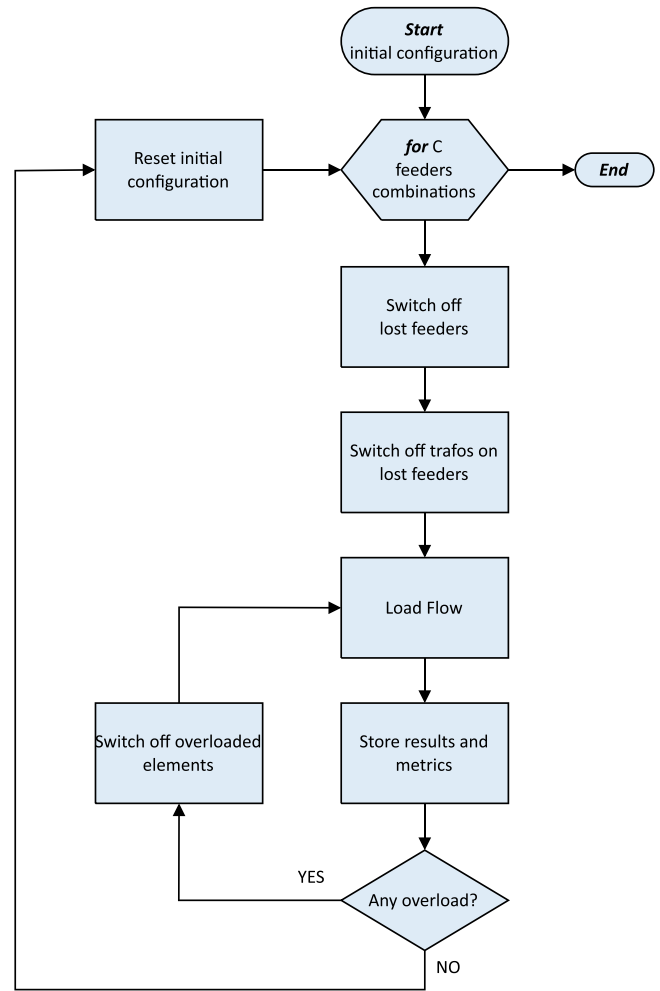 Start
initial configuration
Reset initial
configuration
for C
feeders
combinations
End
Switch off
lost feeders
Switch off trafos on
lost feeders
Load Flow
Switch off overloaded
elements
Store results and
metrics
YES
Any overload?
NO